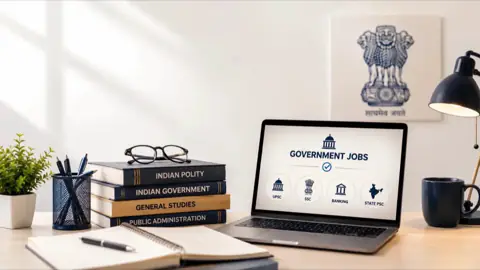 INDIAN POLITY
INDIAN GOVERNMENT
GENERAL STUDIES
PUBLIC ADMINISTRATION
GOVERNMENT JOBS
UPSC
SSC
BANKING
STATE PSC
सत्यमेव जयते